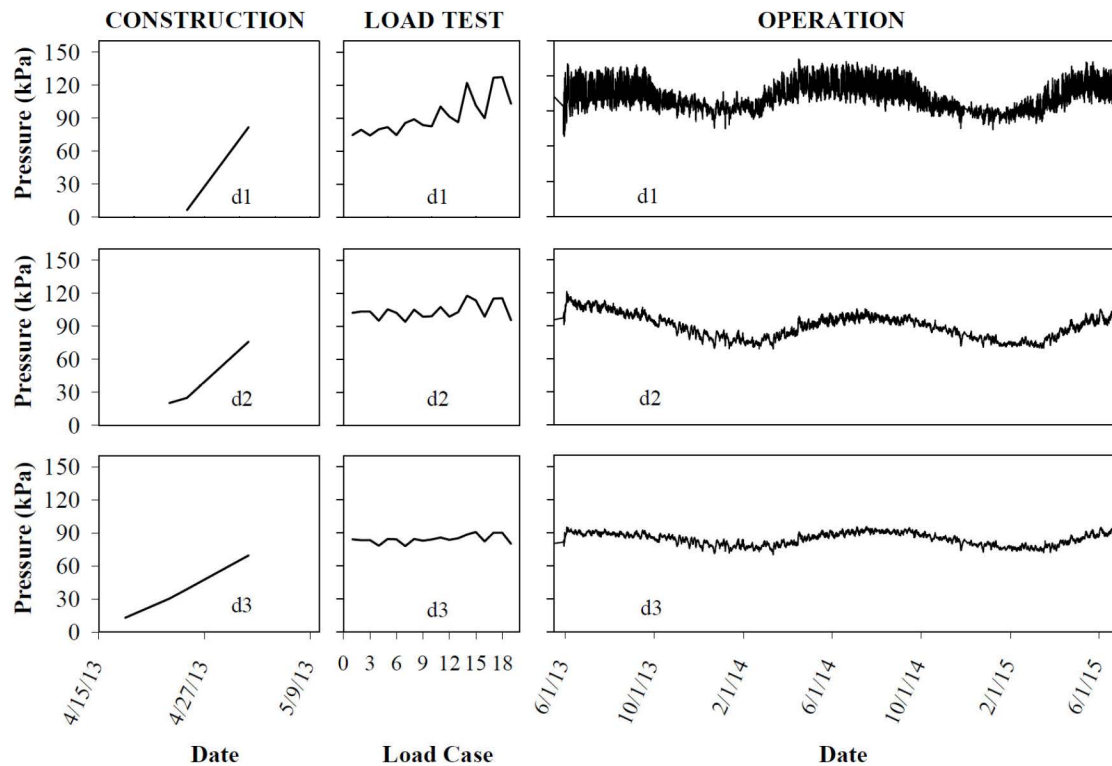 CONSTRUCTION LOAD TEST OPERATION
Pressure (kPa)
150
120
90
60
30
0
d1 d1 d1
Pressure (kPa)
150
120
90
60
30
0
d2 d2 d2
Pressure (kPa)
150
120
90
60
30
0
d3 d3 d3
4/15/13 4/27/13 5/9/13
0 3 6 9 12 15 18
6/1/13 10/1/13 2/1/14 6/1/14 10/1/14 2/1/15 6/1/15
Date Load Case Date